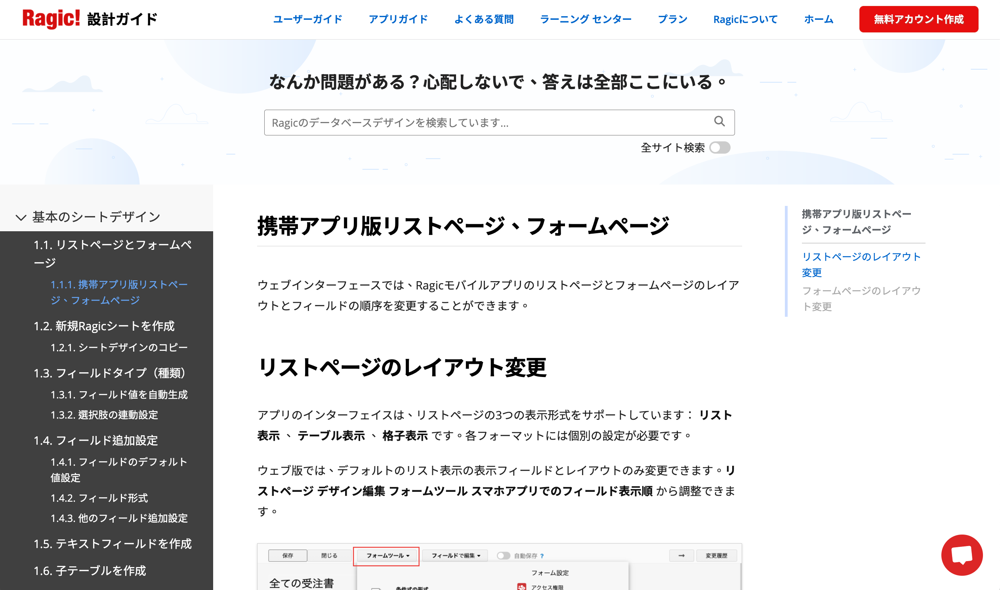 Ragic! 設計ガイド
ユーザーガイド
アプリガイド
よくある質問
ラーニング センター
プラン
Ragicについて
ホーム
無料アカウント作成
なんか問題がある？心配しないで、答えは全部ここにいる。
Ragicのデータベースデザインを検索しています...
全サイト検索
基本のシートデザイン
1.1. リストページとフォームペ
ージ
1.1.1. 携帯アプリ版リストペー
ジ、フォームページ
1.2. 新規Ragicシートを作成
1.2.1. シートデザインのコピー
1.3. フィールドタイプ（種類）
1.3.1. フィールド値を自動生成
1.3.2. 選択肢の連動設定
1.4. フィールド追加設定
1.4.1. フィールドのデフォルト
値設定
1.4.2. フィールド形式
1.4.3. 他のフィールド追加設定
1.5. テキストフィールドを作成
1.6. 子テーブルを作成
携帯アプリ版リストページ、フォームページ
ウェブインターフェースでは、Ragicモバイルアプリのリストページとフォームページのレイア
ウトとフィールドの順序を変更することができます。
リストページのレイアウト変更
アプリのインターフェイスは、リストページの3つの表示形式をサポートしています： リスト
表示 、 テーブル表示 、 格子表示 です。各フォーマットには個別の設定が必要です。
ウェブ版では、デフォルトのリスト表示の表示フィールドとレイアウトのみ変更できます。リ
ストページ デザイン編集 フォームツール スマホアプリでのフィールド表示順 から調整できま
す。
保存
閉じる
フォームツール
フィールドで編集
自動保存 ?
→
変更履歴
全ての受注書
条件式の形式
フォーム設定
アクセス権限
携帯アプリ版リストペー
ジ、フォームページ
リストページのレイアウト
変更
フォームページのレイアウ
ト変更